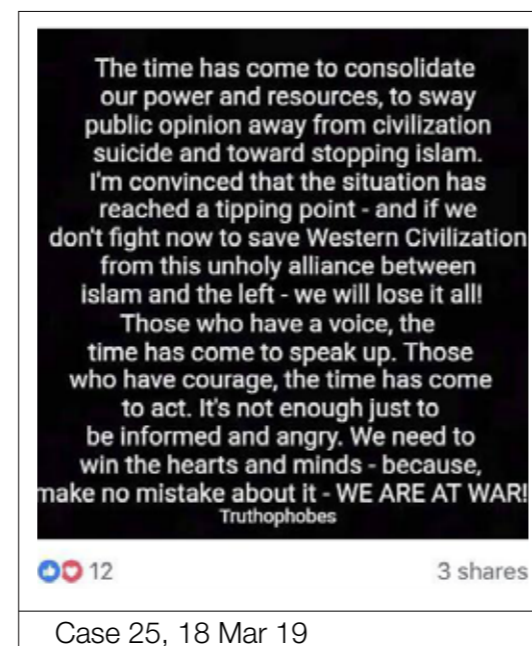 The time has come to consolidate
our power and resources, to sway
public opinion away from civilization
suicide and toward stopping islam.
I'm convinced that the situation has
reached a tipping point - and if we
don't fight now to save Western Civilization
from this unholy alliance between
islam and the left - we will lose it all!
Those who have a voice, the
time has come to speak up. Those
who have courage, the time has come
to act. It's not enough just to
be informed and angry. We need to
win the hearts and minds - because,
make no mistake about it - WE ARE AT WAR!
Truthophobes
12 3 shares
Case 25, 18 Mar 19